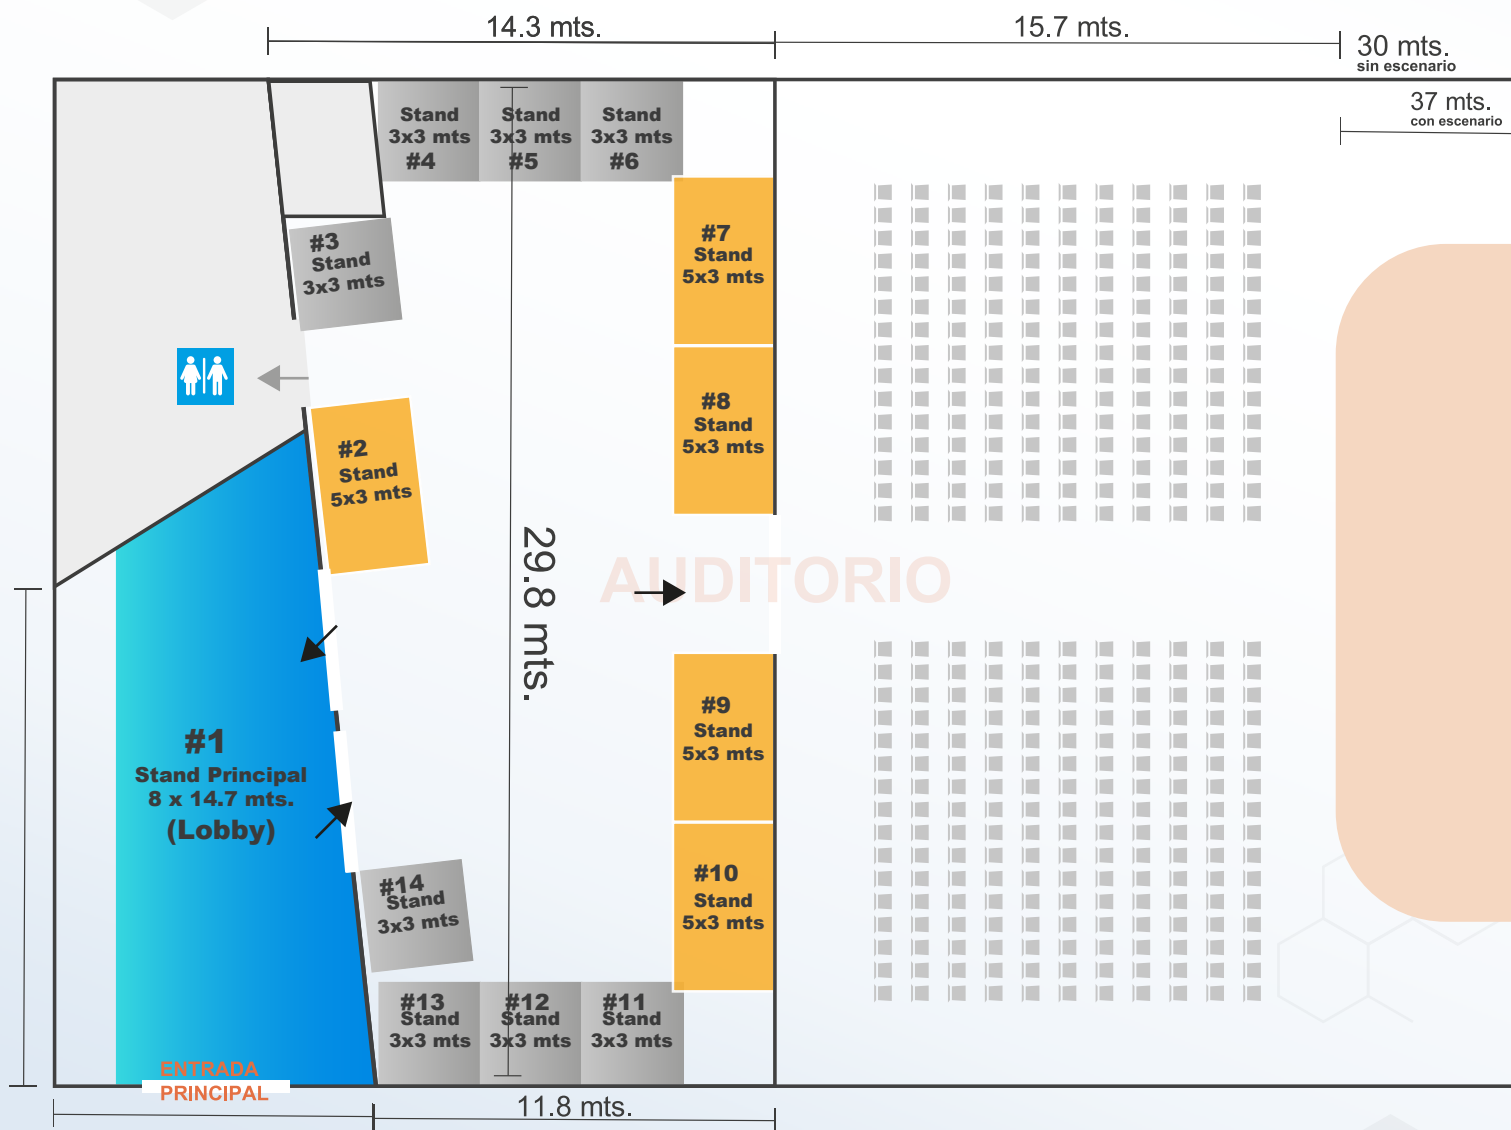 14.3 mts.
15.7 mts.
30 mts.
sin escenario
37 mts.
con escenario
Stand
3x3 mts
#4
Stand
3x3 mts
#5
Stand
3x3 mts
#6
#3
Stand
3x3 mts
#7
Stand
5x3 mts
#8
Stand
5x3 mts
#2
Stand
5x3 mts
29.8 mts.
AUDITORIO
#9
Stand
5x3 mts
#1
Stand Principal
8 x 14.7 mts.
(Lobby)
#10
Stand
5x3 mts
#14
Stand
3x3 mts
#13
Stand
3x3 mts
#12
Stand
3x3 mts
#11
Stand
3x3 mts
ENTRADA
PRINCIPAL
11.8 mts.